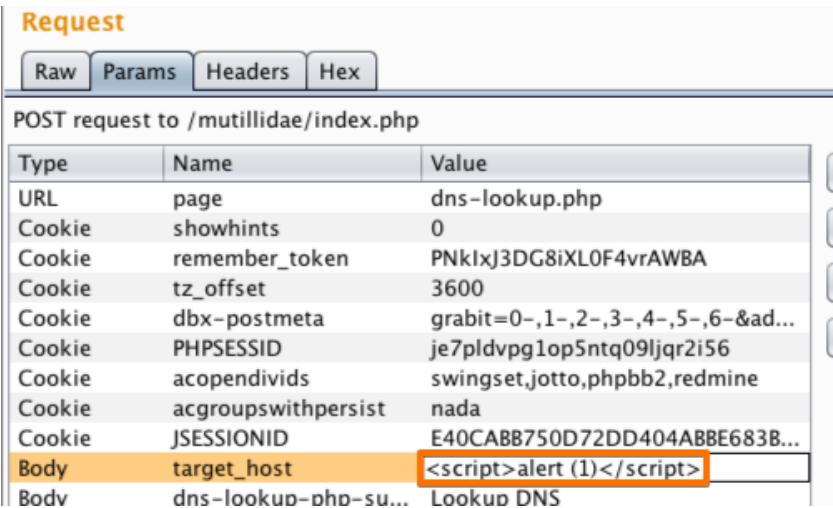 Request
Raw Params Headers Hex
POST request to /mutillidae/index.php
Type Name Value
URL page dns-lookup.php
Cookie showhints 0
Cookie remember_token PNkIxJ3DG8iXL0F4vrAWBA
Cookie tz_offset 3600
Cookie dbx-postmeta grabit=0-,1-,2-,3-,4-,5-,6-&ad...
Cookie PHPSESSID je7pldvpg1op5ntq09ljqr2i56
Cookie acopendivids swingset,jotto,phpbb2,redmine
Cookie acgroupswithpersist nada
Cookie JSESSIONID E40CABB750D72DD404ABBE683B...
Body target_host <script>alert (1)</script>
Body dns-lookup-php-su... Lookup DNS